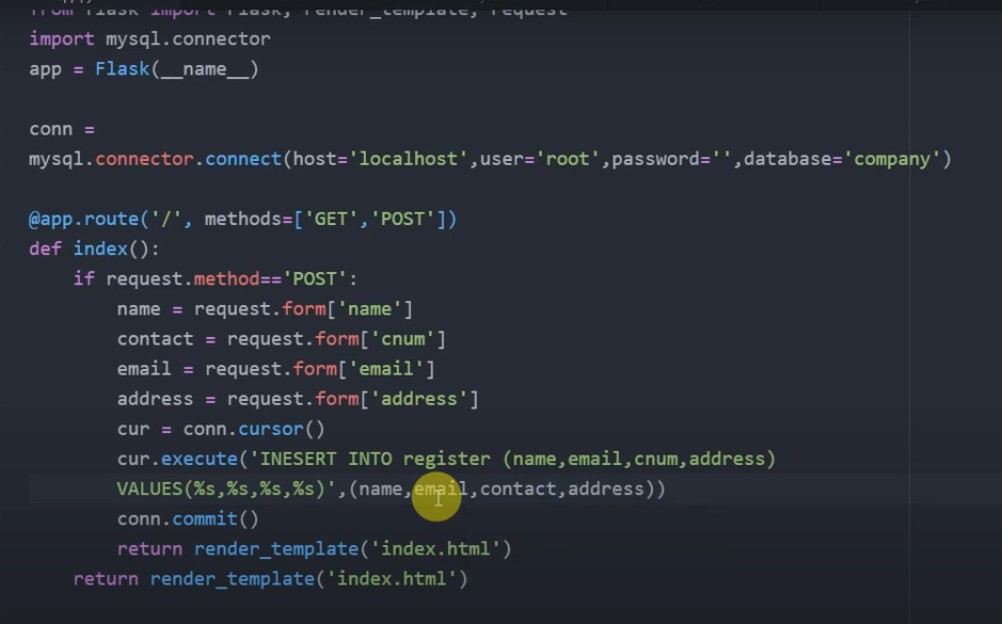 from flask import Flask, render_template, request
import mysql.connector
app = Flask(__name__)
conn =
mysql.connector.connect(host='localhost',user='root',password='',database='company')
@app.route('/', methods=['GET','POST'])
def index():
if request.method=='POST':
name = request.form['name']
contact = request.form['cnum']
email = request.form['email']
address = request.form['address']
cur = conn.cursor()
cur.execute('INESERT INTO register (name,email,cnum,address)
VALUES(%s,%s,%s,%s)',(name,email,contact,address))
conn.commit()
return render_template('index.html')
return render_template('index.html')